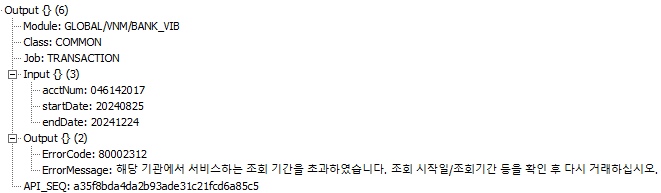 Output {} (6)
Module: GLOBAL/VNM/BANK_VIB
Class: COMMON
Job: TRANSACTION
Input {} (3)
acctNum: 046142017
startDate: 20240825
endDate: 20241224
Output {} (2)
ErrorCode: 80002312
ErrorMessage: 해당 기관에서 서비스하는 조회 기간을 초과하였습니다. 조회 시작일/조회기간 등을 확인 후 다시 거래하십시오.
API_SEQ: a35f8bda4da2b93ade31c21fcd6a85c5